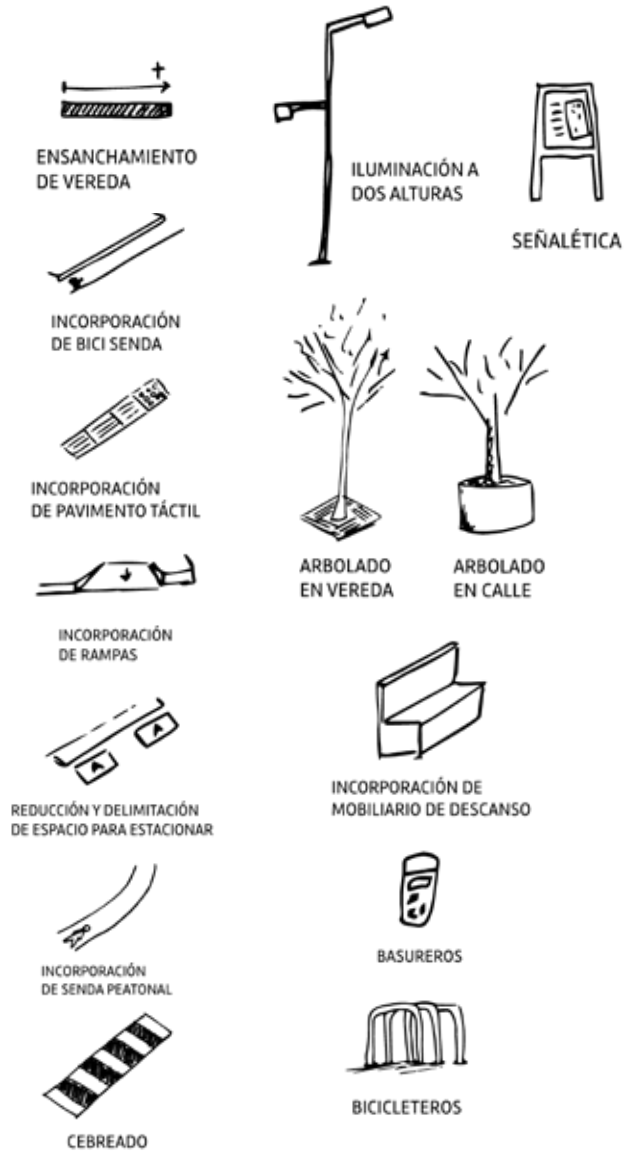 ENSANCHAMIENTO
DE VEREDA
INCORPORACIÓN
DE BICI SENDA
INCORPORACIÓN
DE PAVIMENTO TÁCTIL
INCORPORACIÓN
DE RAMPAS
REDUCCIÓN Y DELIMITACIÓN
DE ESPACIO PARA ESTACIONAR
INCORPORACIÓN
DE SENDA PEATONAL
CEBREADO
ILUMINACIÓN A
DOS ALTURAS
SEÑALÉTICA
ARBOLADO
EN VEREDA
ARBOLADO
EN CALLE
INCORPORACIÓN DE
MOBILIARIO DE DESCANSO
BASUREROS
BICICLETEROS